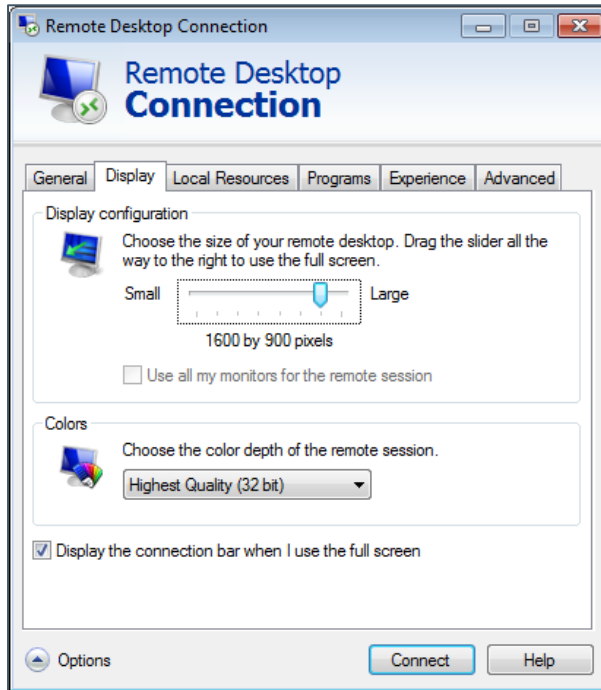 Remote Desktop Connection
Remote Desktop
Connection
General Display Local Resources Programs Experience Advanced
Display configuration
Choose the size of your remote desktop. Drag the slider all the
way to the right to use the full screen.
Small Large
1600 by 900 pixels
Use all my monitors for the remote session
Colors
Choose the color depth of the remote session.
Highest Quality (32 bit)
Display the connection bar when I use the full screen
Options Connect Help